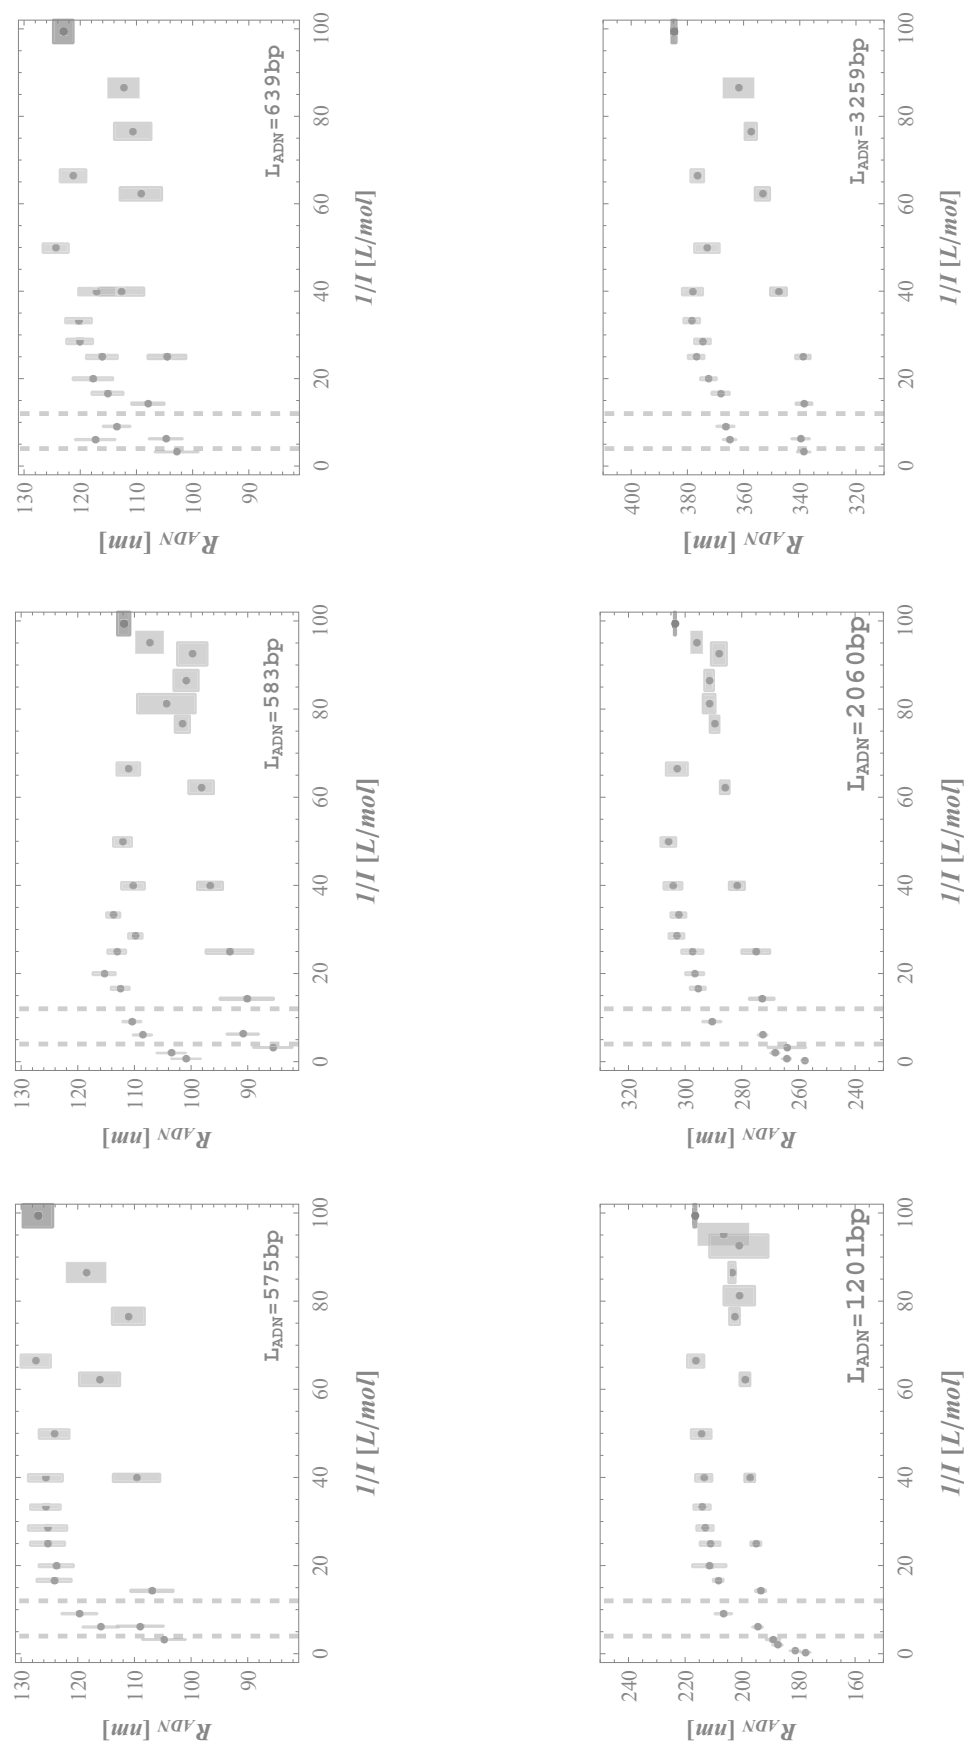 R_ADN [nm]
130
120
110
100
90
L_ADN=575bp
0 20 40 60 80 100
1/I [L/mol]
R_ADN [nm]
130
120
110
100
90
L_ADN=583bp
0 20 40 60 80 100
1/I [L/mol]
R_ADN [nm]
130
120
110
100
90
L_ADN=639bp
0 20 40 60 80 100
1/I [L/mol]
R_ADN [nm]
240
220
200
180
160
L_ADN=1201bp
0 20 40 60 80 100
1/I [L/mol]
R_ADN [nm]
320
300
280
260
240
L_ADN=2060bp
0 20 40 60 80 100
1/I [L/mol]
R_ADN [nm]
400
380
360
340
320
L_ADN=3259bp
0 20 40 60 80 100
1/I [L/mol]